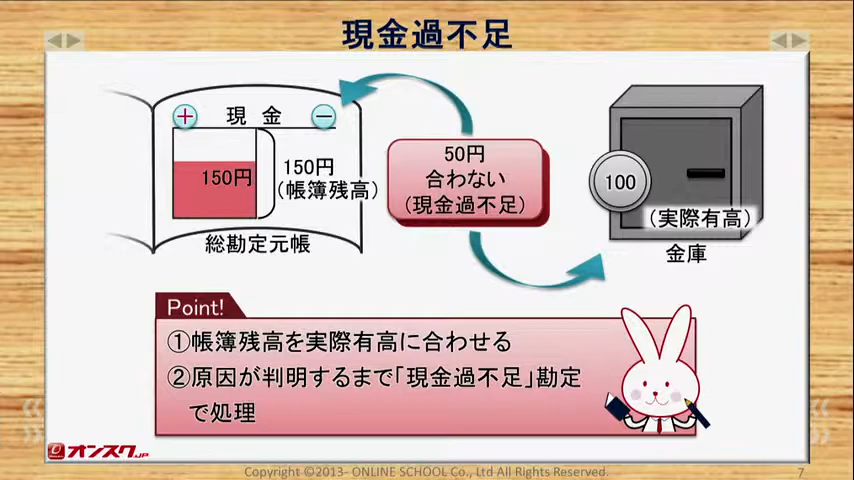 現金過不足
+ 現 金 −
150円
150円
(帳簿残高)
総勘定元帳
50円
合わない
(現金過不足)
100
(実際有高)
金庫
Point!
①帳簿残高を実際有高に合わせる
②原因が判明するまで「現金過不足」勘定
で処理
オンスク.JP
Copyright ©2013- ONLINE SCHOOL Co., Ltd All Rights Reserved.
7